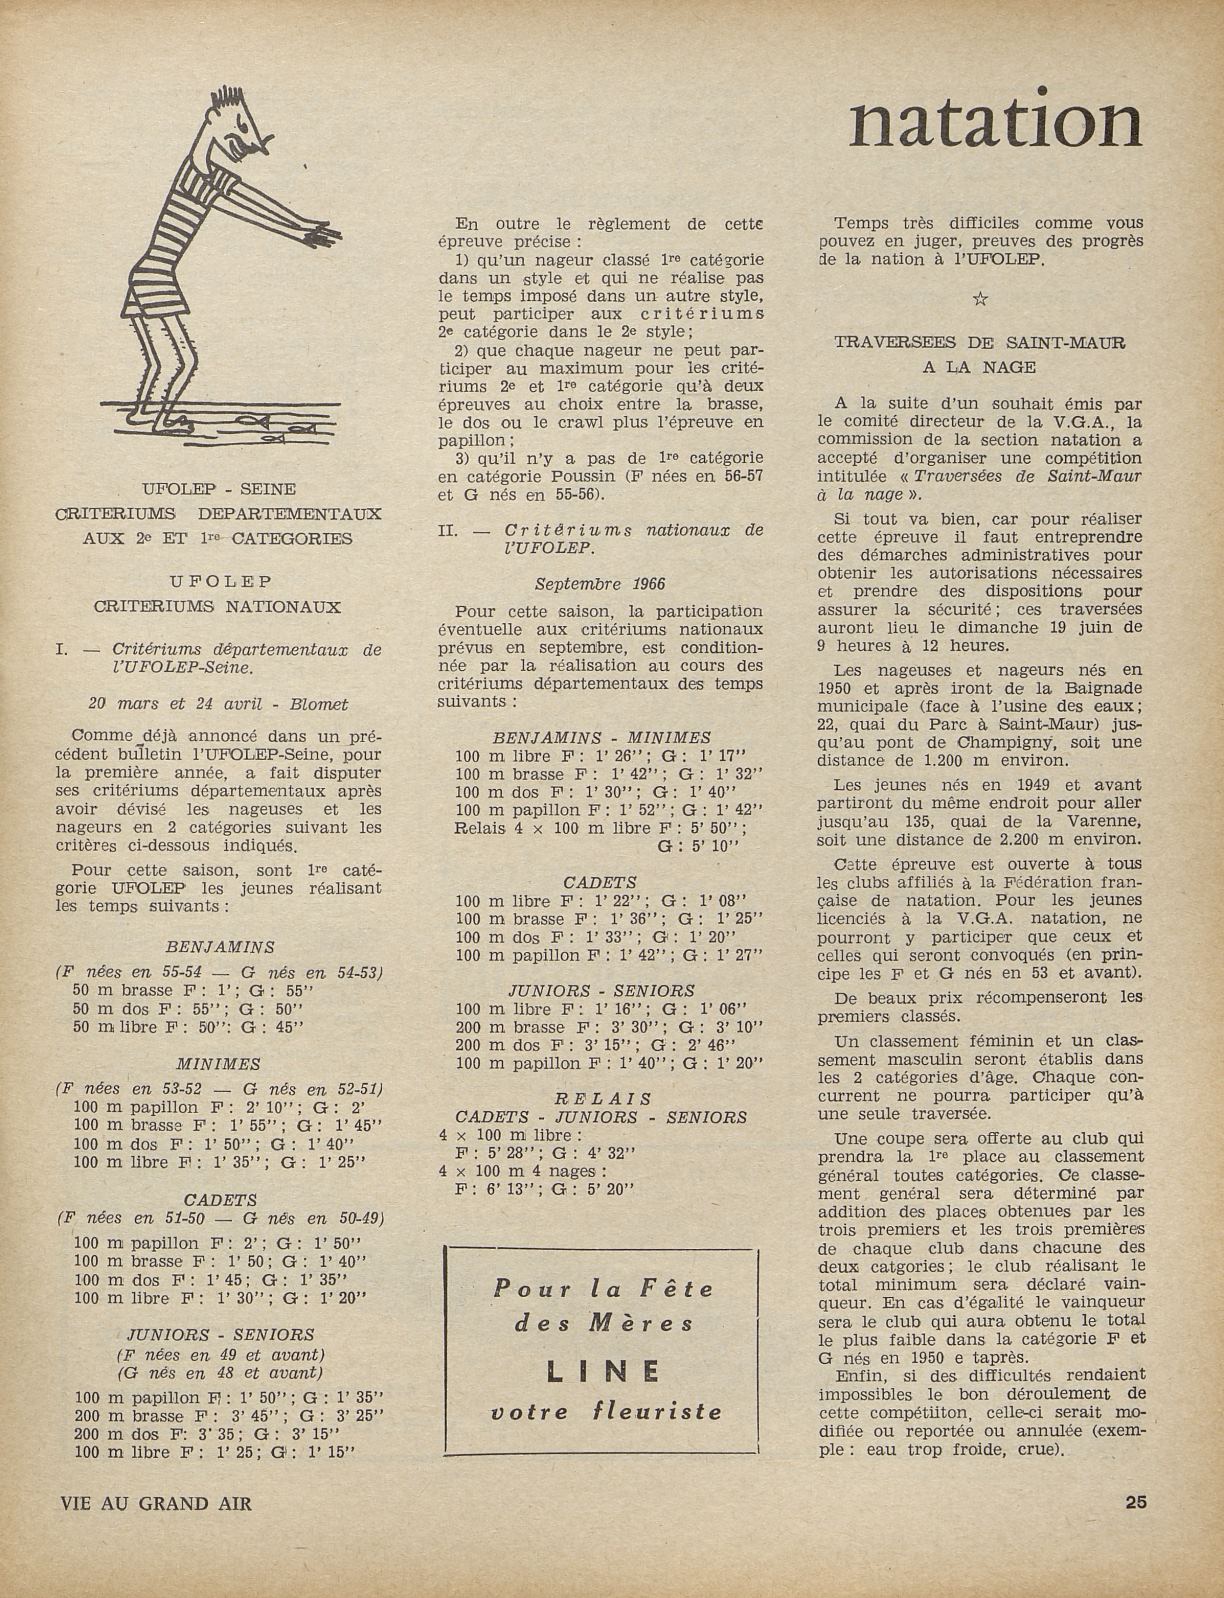 natation
UFOLEP - SEINE
CRITERIUMS DEPARTEMENTAUX
AUX 2e ET 1re CATEGORIES
UFOLEP
CRITERIUMS NATIONAUX
I. — Critériums départementaux de
l'UFOLEP-Seine.
20 mars et 24 avril - Blomet
Comme déjà annoncé dans un pré-
cédent bulletin l'UFOLEP-Seine, pour
la première année, a fait disputer
ses critériums départementaux après
avoir dévisé les nageuses et les
nageurs en 2 catégories suivant les
critères ci-dessous indiqués.
Pour cette saison, sont 1re caté-
gorie UFOLEP les jeunes réalisant
les temps suivants :
BENJAMINS
(F nées en 55-54 — G nés en 54-53)
50 m brasse F : 1' ; G : 55''
50 m dos F : 55'' ; G : 50''
50 m libre F : 50'': G : 45''
MINIMES
(F nées en 53-52 — G nés en 52-51)
100 m papillon F : 2' 10'' ; G : 2'
100 m brasse F : 1' 55'' ; G : 1' 45''
100 m dos F : 1' 50'' ; G : 1' 40''
100 m libre F : 1' 35'' ; G : 1' 25''
CADETS
(F nées en 51-50 — G nés en 50-49)
100 m papillon F : 2' ; G : 1' 50''
100 m brasse F : 1' 50 ; G : 1' 40''
100 m dos F : 1' 45 ; G : 1' 35''
100 m libre F : 1' 30'' ; G : 1' 20''
JUNIORS - SENIORS
(F nées en 49 et avant)
(G nés en 48 et avant)
100 m papillon F : 1' 50'' ; G : 1' 35''
200 m brasse F : 3' 45'' ; G : 3' 25''
200 m dos F: 3' 35 ; G : 3' 15''
100 m libre F : 1' 25 ; G : 1' 15''
En outre le règlement de cette
épreuve précise :
1) qu'un nageur classé 1re catégorie
dans un style et qui ne réalise pas
le temps imposé dans un autre style,
peut participer aux critériums
2e catégorie dans le 2e style ;
2) que chaque nageur ne peut par-
ticiper au maximum pour les crité-
riums 2e et 1re catégorie qu'à deux
épreuves au choix entre la brasse,
le dos ou le crawl plus l'épreuve en
papillon ;
3) qu'il n'y a pas de 1re catégorie
en catégorie Poussin (F nées en 56-57
et G nés en 55-56).
II. — Critériums nationaux de
l'UFOLEP.
Septembre 1966
Pour cette saison, la participation
éventuelle aux critériums nationaux
prévus en septembre, est condition-
née par la réalisation au cours des
critériums départementaux des temps
suivants :
BENJAMINS - MINIMES
100 m libre F : 1' 26'' ; G : 1' 17''
100 m brasse F : 1' 42'' ; G : 1' 32''
100 m dos F : 1' 30'' ; G : 1' 40''
100 m papillon F : 1' 52'' ; G : 1' 42''
Relais 4 × 100 m libre F : 5' 50'' ;
G : 5' 10''
CADETS
100 m libre F : 1' 22'' ; G : 1' 08''
100 m brasse F : 1' 36'' ; G : 1' 25''
100 m dos F : 1' 33'' ; G : 1' 20''
100 m papillon F : 1' 42'' ; G : 1' 27''
JUNIORS - SENIORS
100 m libre F : 1' 16'' ; G : 1' 06''
200 m brasse F : 3' 30'' ; G : 3' 10''
200 m dos F : 3' 15'' ; G : 2' 46''
100 m papillon F : 1' 40'' ; G : 1' 20''
RELAIS
CADETS - JUNIORS - SENIORS
4 × 100 m libre :
F : 5' 28'' ; G : 4' 32''
4 × 100 m 4 nages :
F : 6' 13'' ; G : 5' 20''
Pour la Fête
des Mères
LINE
votre fleuriste
Temps très difficiles comme vous
pouvez en juger, preuves des progrès
de la nation à l'UFOLEP.
☆
TRAVERSEES DE SAINT-MAUR
A LA NAGE
A la suite d'un souhait émis par
le comité directeur de la V.G.A., la
commission de la section natation a
accepté d'organiser une compétition
intitulée « Traversées de Saint-Maur
à la nage ».
Si tout va bien, car pour réaliser
cette épreuve il faut entreprendre
des démarches administratives pour
obtenir les autorisations nécessaires
et prendre des dispositions pour
assurer la sécurité ; ces traversées
auront lieu le dimanche 19 juin de
9 heures à 12 heures.
Les nageuses et nageurs nés en
1950 et après iront de la Baignade
municipale (face à l'usine des eaux ;
22, quai du Parc à Saint-Maur) jus-
qu'au pont de Champigny, soit une
distance de 1.200 m environ.
Les jeunes nés en 1949 et avant
partiront du même endroit pour aller
jusqu'au 135, quai de la Varenne,
soit une distance de 2.200 m environ.
Cette épreuve est ouverte à tous
les clubs affiliés à la Fédération fran-
çaise de natation. Pour les jeunes
licenciés à la V.G.A. natation, ne
pourront y participer que ceux et
celles qui seront convoqués (en prin-
cipe les F et G nés en 53 et avant).
De beaux prix récompenseront les
premiers classés.
Un classement féminin et un clas-
sement masculin seront établis dans
les 2 catégories d'âge. Chaque con-
current ne pourra participer qu'à
une seule traversée.
Une coupe sera offerte au club qui
prendra la 1re place au classement
général toutes catégories. Ce classe-
ment genéral sera déterminé par
addition des places obtenues par les
trois premiers et les trois premières
de chaque club dans chacune des
deux catgories ; le club réalisant le
total minimum sera déclaré vain-
queur. En cas d'égalité le vainqueur
sera le club qui aura obtenu le total
le plus faible dans la catégorie F et
G nés en 1950 e taprès.
Enfin, si des difficultés rendaient
impossibles le bon déroulement de
cette compétiiton, celle-ci serait mo-
difiée ou reportée ou annulée (exem-
ple : eau trop froide, crue).
VIE AU GRAND AIR
25